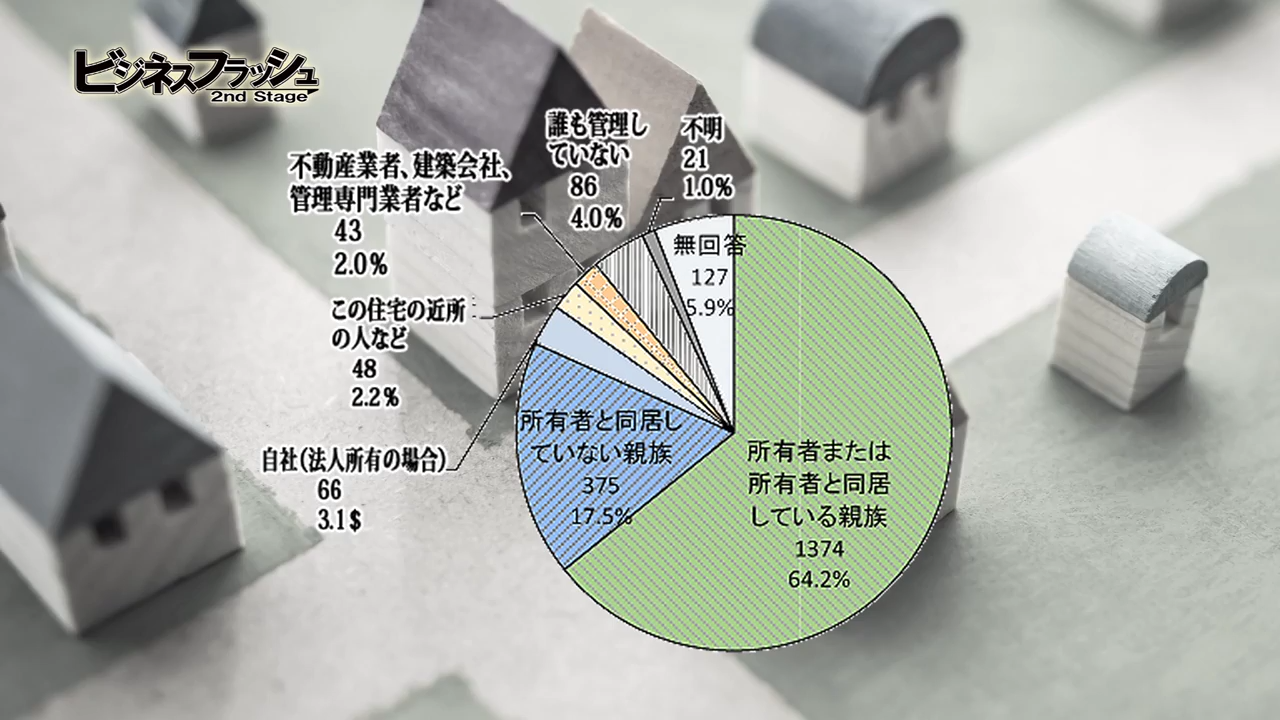 ビジネスフラッシュ
2nd Stage
誰も管理し
ていない
86
4.0%
不明
21
1.0%
不動産業者、建築会社、
管理専門業者など
43
2.0%
無回答
127
5.9%
この住宅の近所
の人など
48
2.2%
所有者と同居し
ていない親族
375
17.5%
自社(法人所有の場合)
66
3.1$
所有者または
所有者と同居
している親族
1374
64.2%